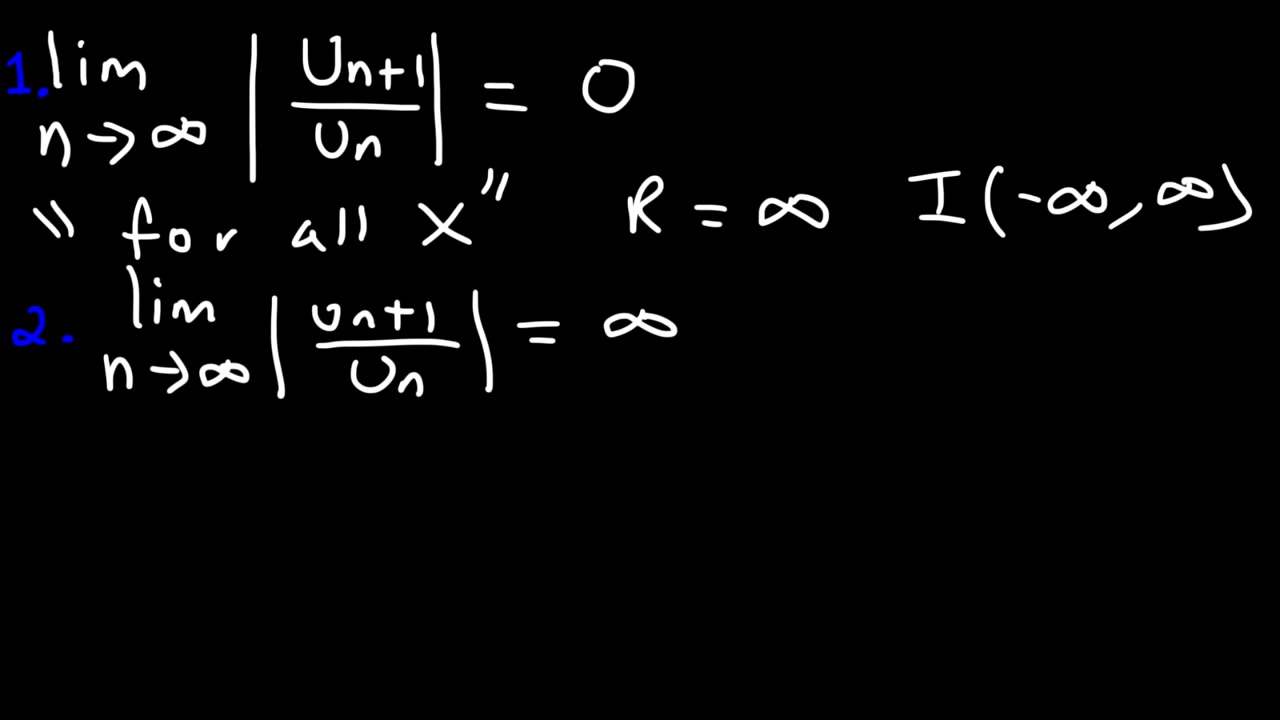 1. lim n→∞ | Un+1 / Un | = 0
" for all x " R = ∞ I (-∞, ∞)
2. lim n→∞ | Un+1 / Un | = ∞